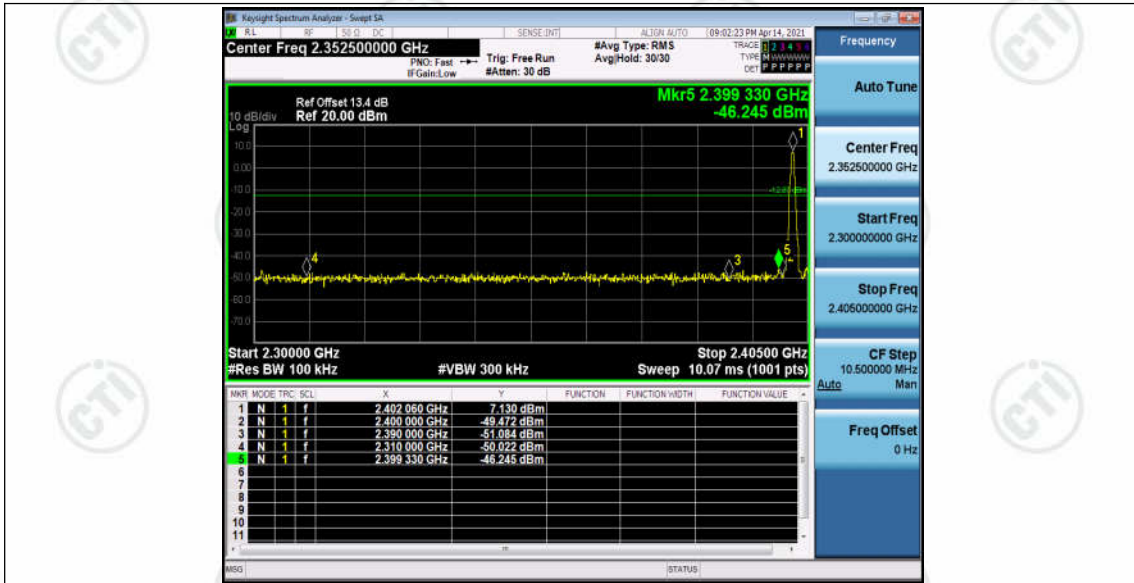 Keysight Spectrum Analyzer - Swept SA
RL RF 50 Ω DC SENSE:INT ALIGN AUTO 09:02:23 PM Apr 14, 2021
Center Freq 2.352500000 GHz
PNO: Fast
IFGain:Low
Trig: Free Run
#Atten: 30 dB
#Avg Type: RMS
Avg|Hold: 30/30
TRACE 1 2 3 4 5 6
TYPE M WWWWW
DET P P P P P P
Frequency
Auto Tune
Center Freq
2.352500000 GHz
Start Freq
2.300000000 GHz
Stop Freq
2.405000000 GHz
CF Step
10.500000 MHz
Auto Man
Freq Offset
0 Hz
Mkr5 2.399 330 GHz
-46.245 dBm
Ref Offset 13.4 dB
10 dB/div Ref 20.00 dBm
Log
10.0
0.00
-10.0
-20.0
-30.0
-40.0
-50.0
-60.0
-70.0
1
4
3
5
Start 2.30000 GHz Stop 2.40500 GHz
#Res BW 100 kHz #VBW 300 kHz Sweep 10.07 ms (1001 pts)
MKR MODE TRC SCL X Y FUNCTION FUNCTION WIDTH FUNCTION VALUE
1 N 1 f 2.402 060 GHz 7.130 dBm
2 N 1 f 2.400 000 GHz -49.472 dBm
3 N 1 f 2.390 000 GHz -51.084 dBm
4 N 1 f 2.310 000 GHz -50.022 dBm
5 N 1 f 2.399 330 GHz -46.245 dBm
6
7
8
9
10
11
MSG STATUS
CTI
CTI
CTI
CTI